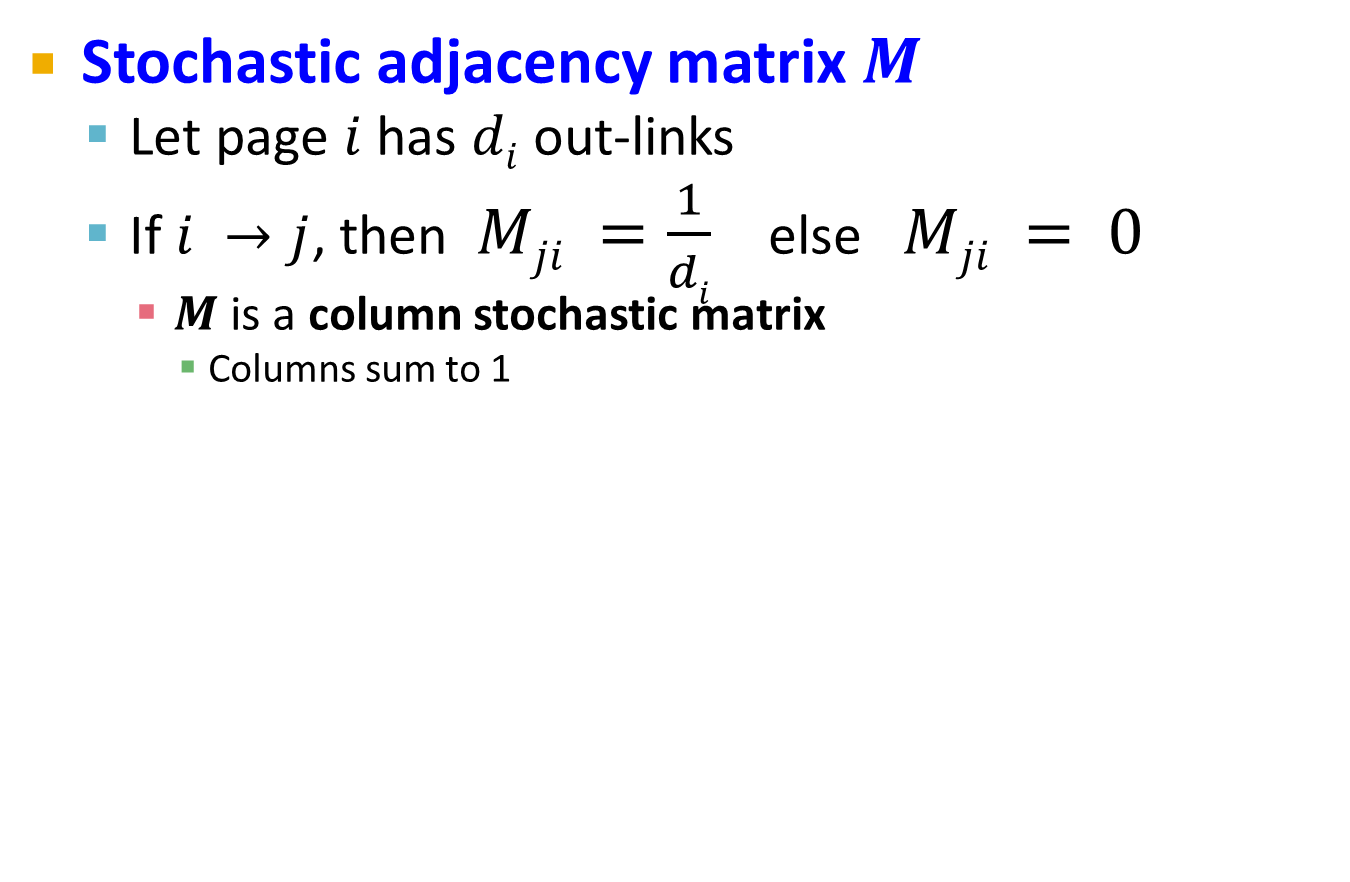 Stochastic adjacency matrix M
Let page i has d_i out-links
If i → j, then M_ji = 1/d_i else M_ji = 0
M is a column stochastic matrix
Columns sum to 1